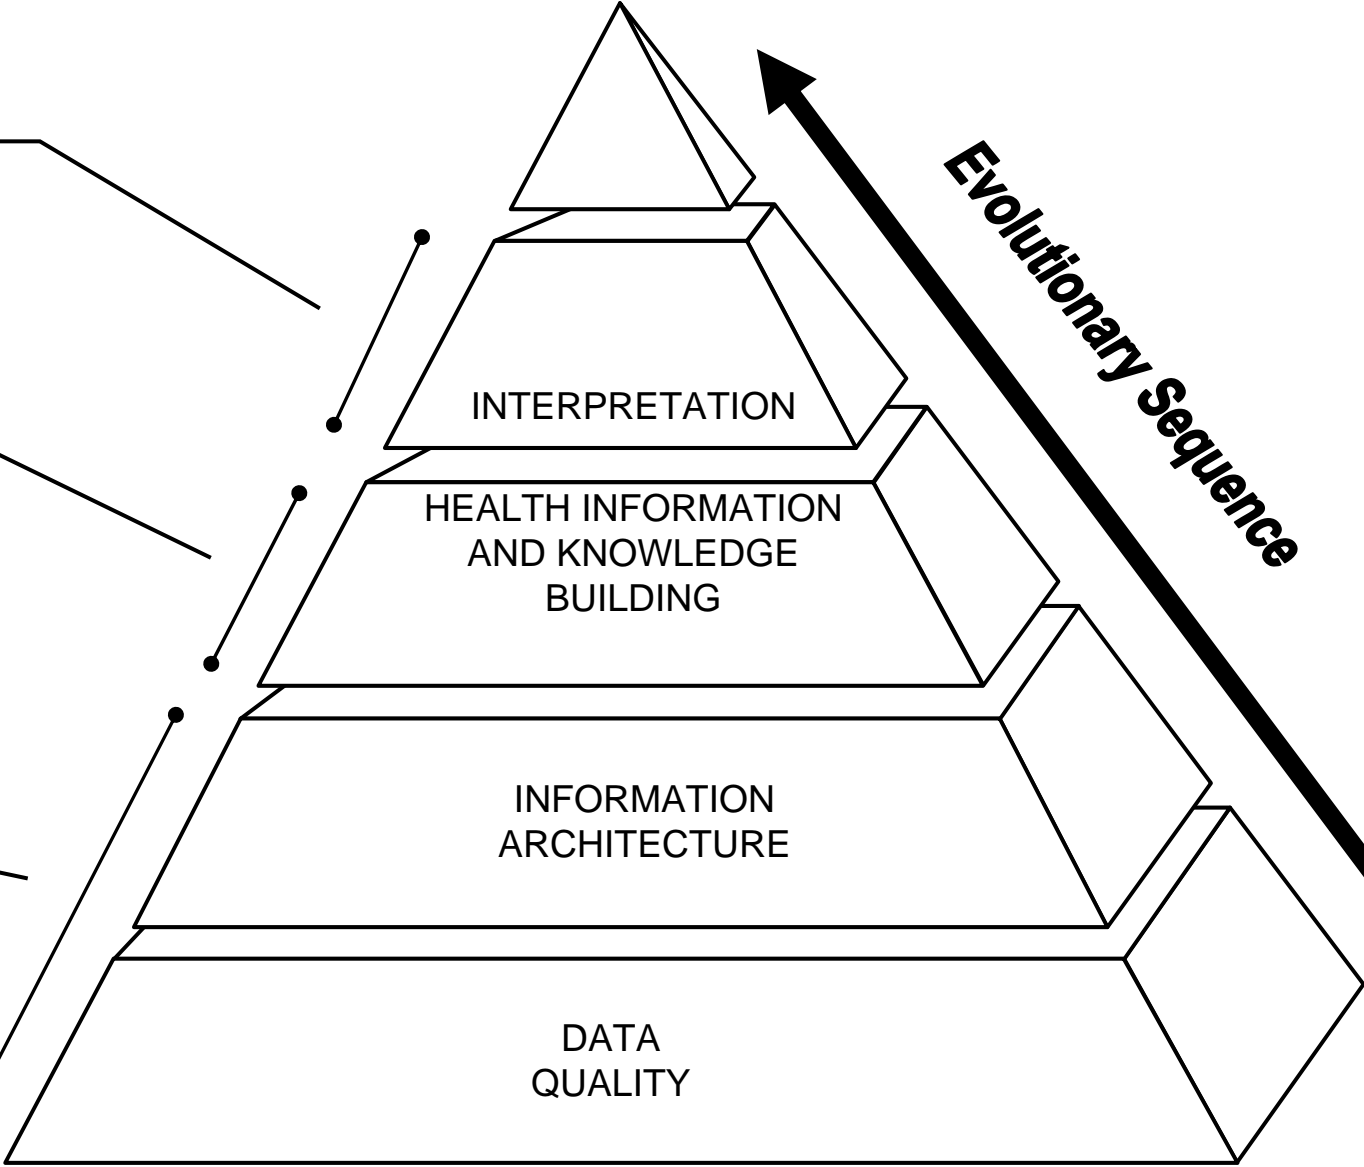 Evolutionary Sequence
INTERPRETATION
HEALTH INFORMATION
AND KNOWLEDGE
BUILDING
INFORMATION
ARCHITECTURE
DATA
QUALITY